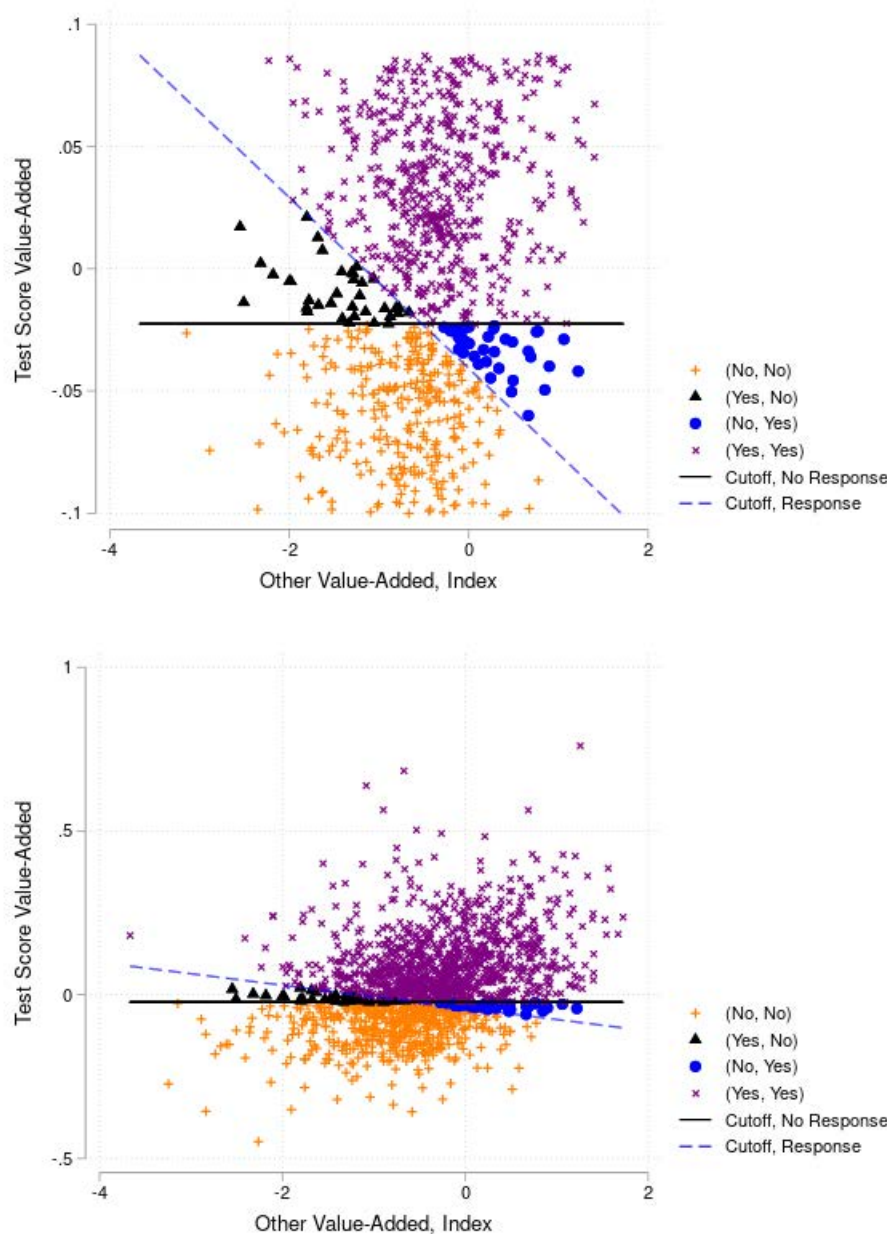 .1
.05
0
-.05
-.1
Test Score Value-Added
-4
-2
0
2
Other Value-Added, Index
(No, No)
(Yes, No)
(No, Yes)
(Yes, Yes)
Cutoff, No Response
Cutoff, Response
1
.5
0
-.5
Test Score Value-Added
-4
-2
0
2
Other Value-Added, Index
(No, No)
(Yes, No)
(No, Yes)
(Yes, Yes)
Cutoff, No Response
Cutoff, Response